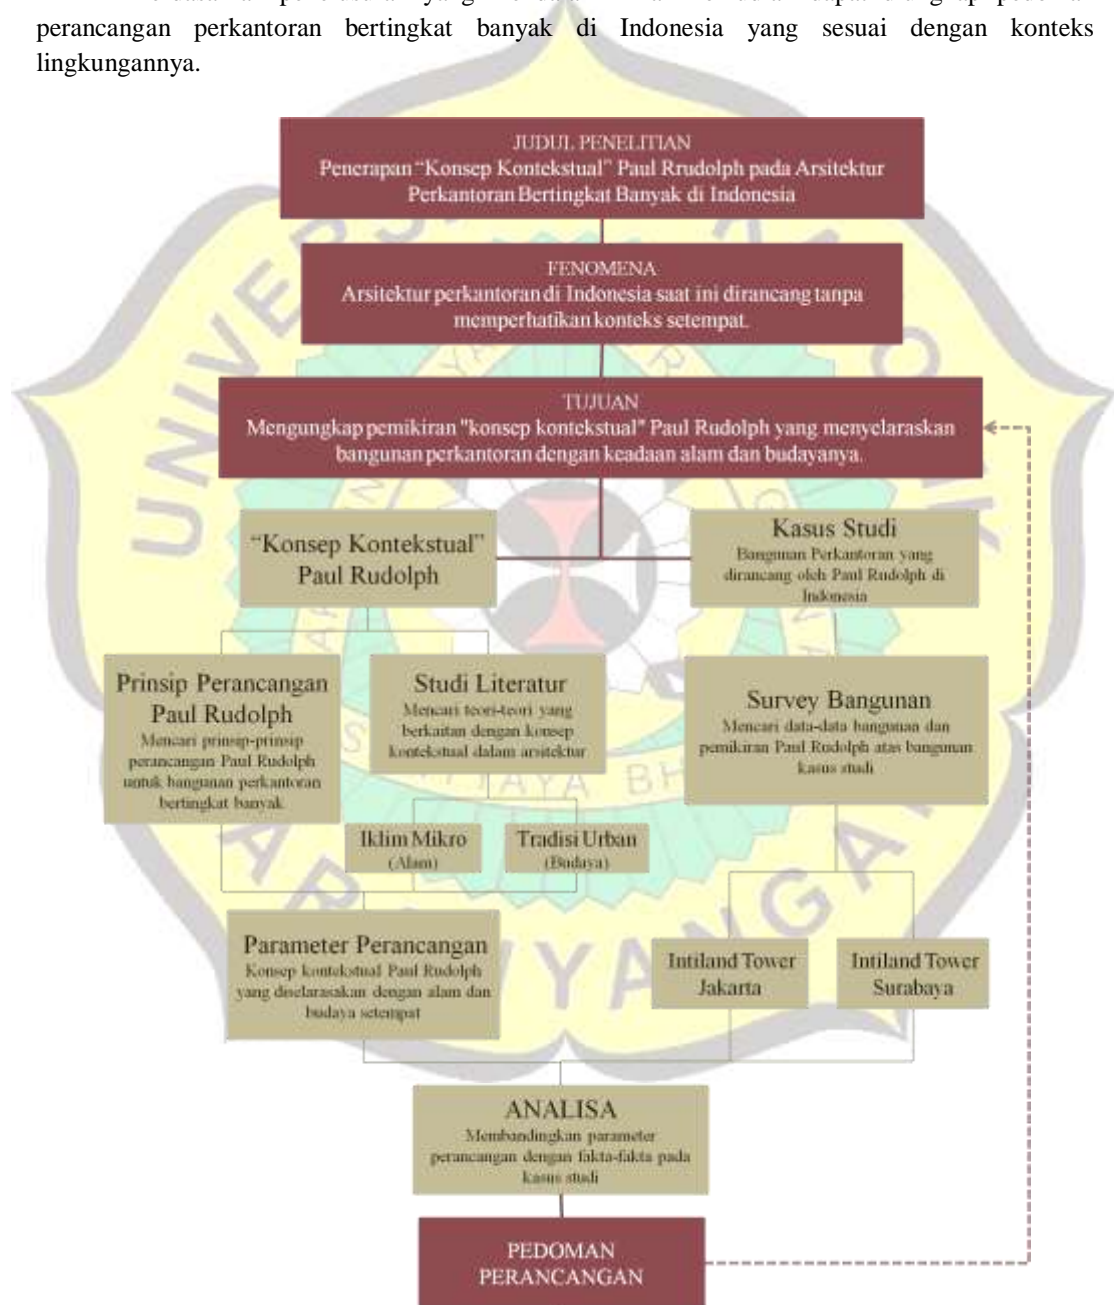 perancangan perkantoran bertingkat banyak di Indonesia yang sesuai dengan konteks
lingkungannya.
JUDUL PENELITIAN
Penerapan “Konsep Kontekstual” Paul Rrudolph pada Arsitektur
Perkantoran Bertingkat Banyak di Indonesia
FENOMENA
Arsitektur perkantoran di Indonesia saat ini dirancang tanpa
memperhatikan konteks setempat.
TUJUAN
Mengungkap pemikiran "konsep kontekstual" Paul Rudolph yang menyelaraskan
bangunan perkantoran dengan keadaan alam dan budayanya.
“Konsep Kontekstual”
Paul Rudolph
Kasus Studi
Bangunan Perkantoran yang
dirancang oleh Paul Rudolph di
Indonesia
Prinsip Perancangan
Paul Rudolph
Mencari prinsip-prinsip
perancangan Paul Rudolph
untuk bangunan perkantoran
bertingkat banyak
Studi Literatur
Mencari teori-teori yang
berkaitan dengan konsep
kontekstual dalam arsitektur
Survey Bangunan
Mencari data-data bangunan dan
pemikiran Paul Rudolph atas bangunan
kasus studi
Iklim Mikro
(Alam)
Tradisi Urban
(Budaya)
Parameter Perancangan
Konsep kontekstual Paul Rudolph
yang diselarasakan dengan alam dan
budaya setempat
Intiland Tower
Jakarta
Intiland Tower
Surabaya
ANALISA
Membandingkan parameter
perancangan dengan fakta-fakta pada
kasus studi
PEDOMAN
PERANCANGAN